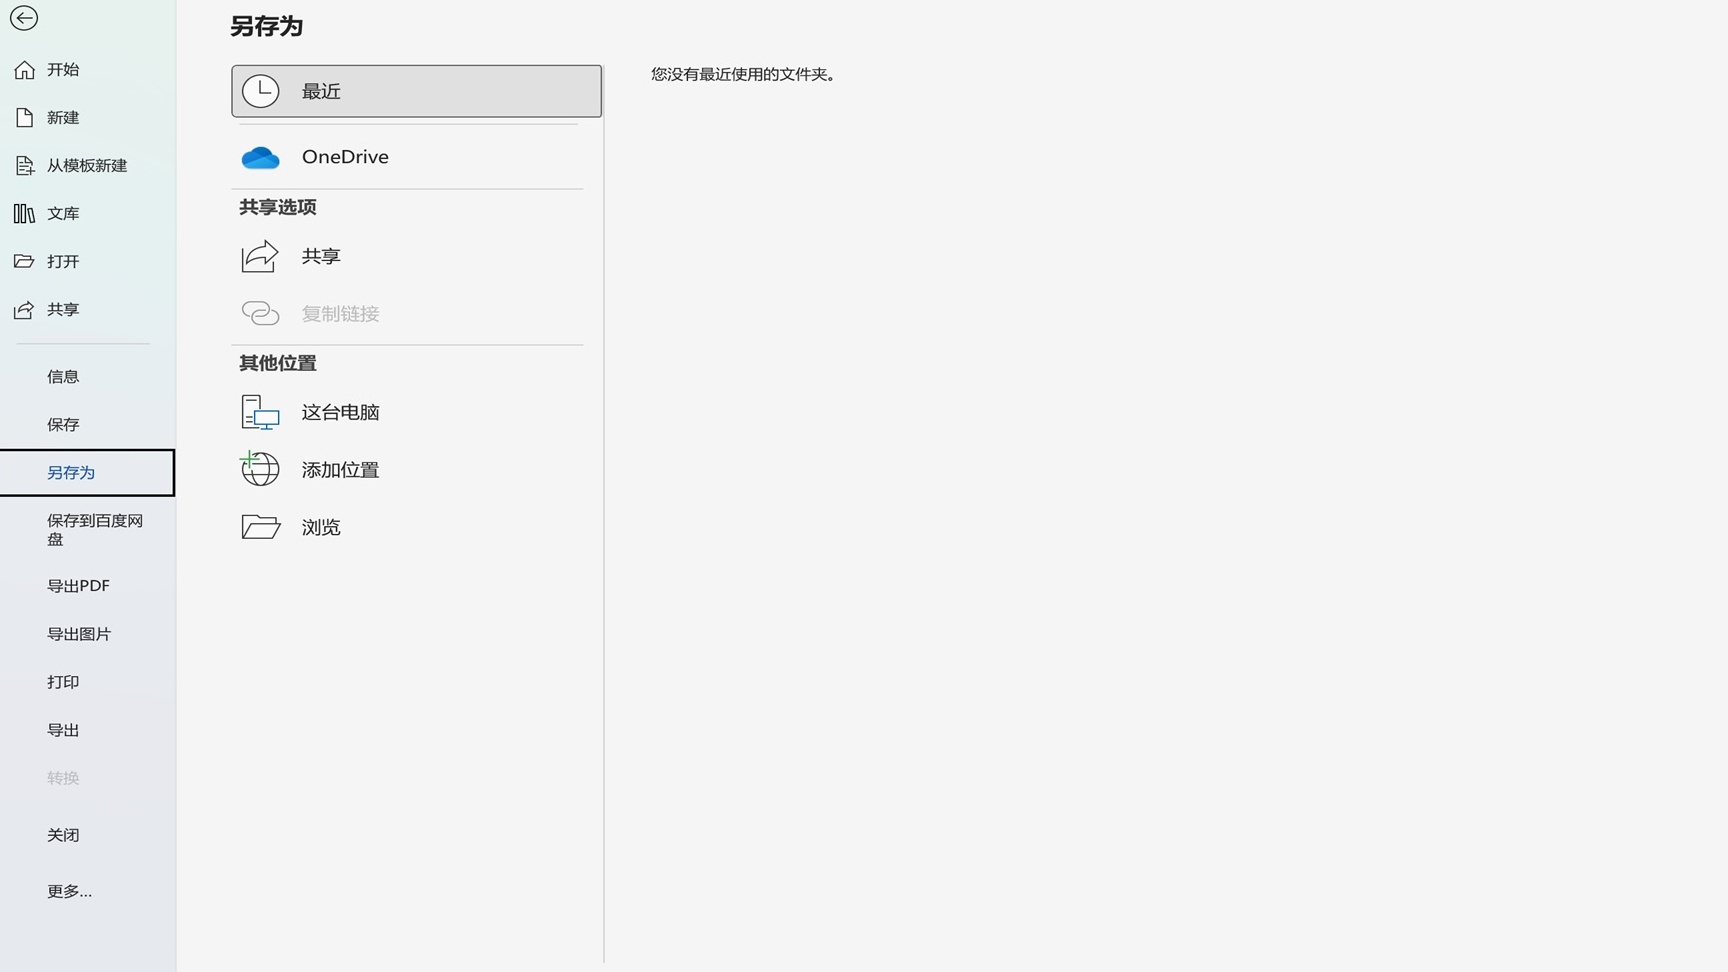 开始
新建
从模板新建
文库
打开
共享
信息
保存
另存为
保存到百度网
盘
导出PDF
导出图片
打印
导出
转换
关闭
更多...
另存为
最近
OneDrive
共享选项
共享
复制链接
其他位置
这台电脑
添加位置
浏览
您没有最近使用的文件夹。